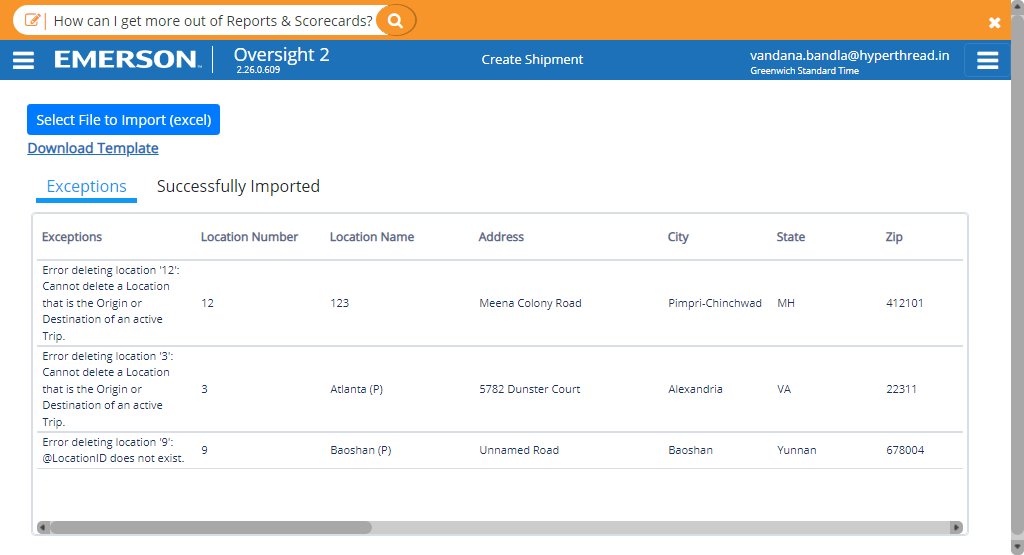 How can I get more out of Reports & Scorecards?
EMERSON
Oversight 2
2.26.0.609
Create Shipment
vandana.bandla@hyperthread.in
Greenwich Standard Time
Select File to Import (excel)
Download Template
Exceptions Successfully Imported
Exceptions Location Number Location Name Address City State Zip
Error deleting location '12':
Cannot delete a Location
that is the Origin or 12 123 Meena Colony Road Pimpri-Chinchwad MH 412101
Destination of an active
Trip.
Error deleting location '3':
Cannot delete a Location
that is the Origin or 3 Atlanta (P) 5782 Dunster Court Alexandria VA 22311
Destination of an active
Trip.
Error deleting location '9': 9 Baoshan (P) Unnamed Road Baoshan Yunnan 678004
@LocationID does not exist.